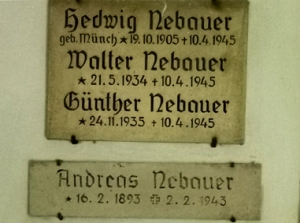 Hedwig Nebauer
geb. Münch * 19.10.1905 + 10.4.1945
Walter Nebauer
* 21.5.1934 + 10.4.1945
Günther Nebauer
* 24.11.1935 + 10.4.1945
Andreas Nebauer
* 16. 2. 1893 ✠ 2. 2. 1943